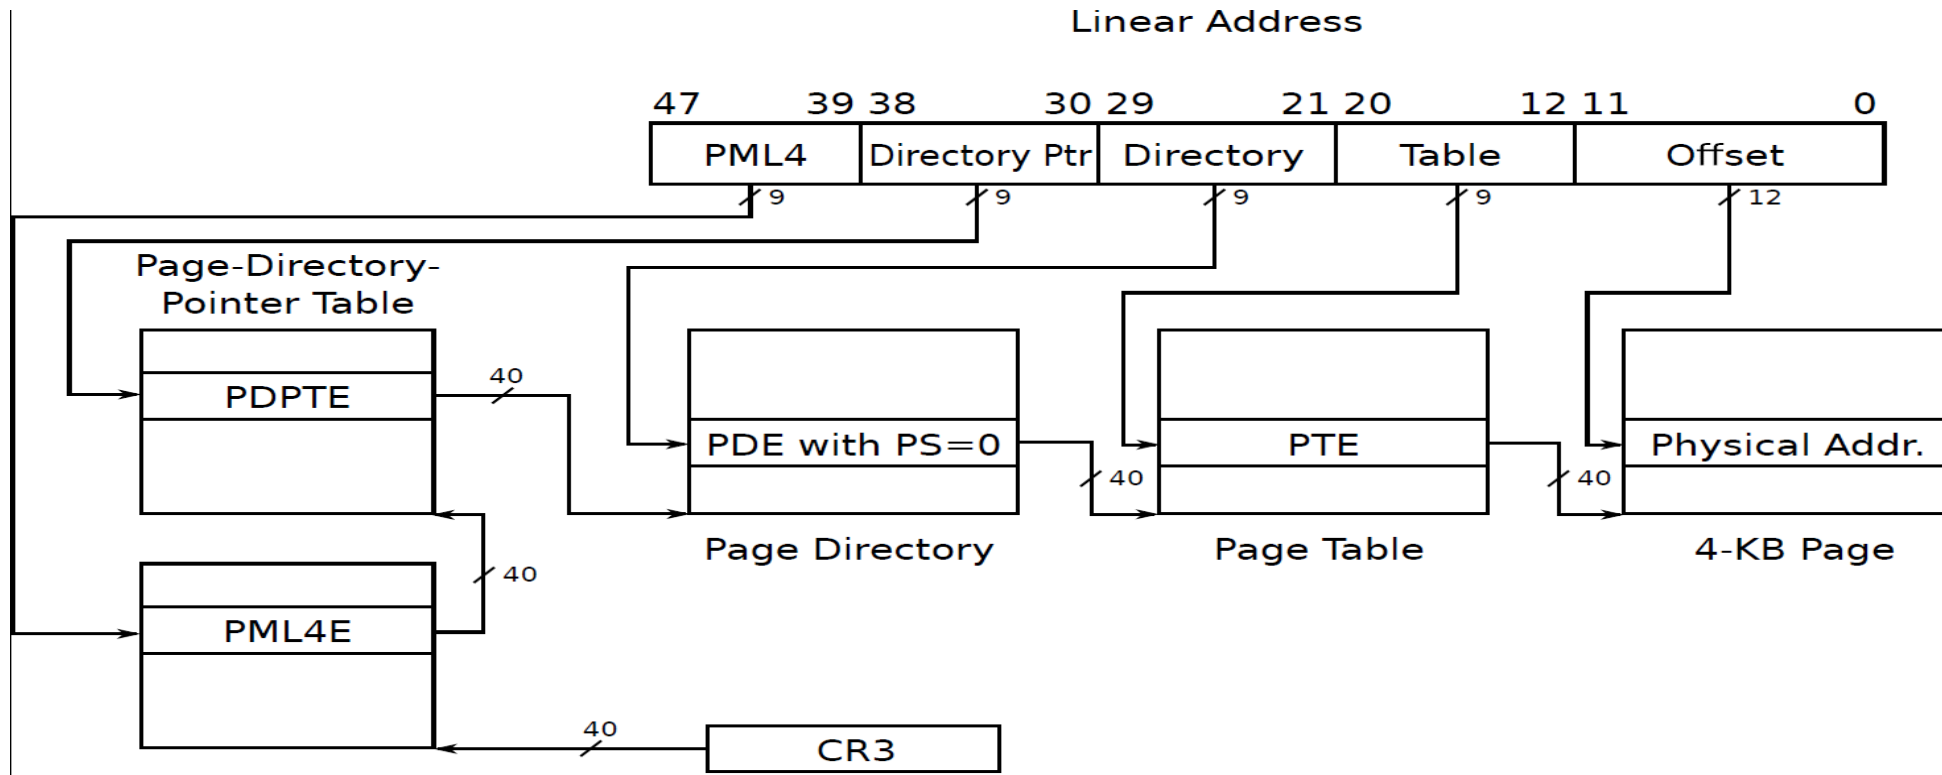 Linear Address
47 39 38 30 29 21 20 12 11 0
PML4 Directory Ptr Directory Table Offset
9 9 9 9 12
Page-Directory-
Pointer Table
40
PDPTE
PDE with PS=0 PTE Physical Addr.
40 40
Page Directory Page Table 4-KB Page
40
PML4E
40
CR3